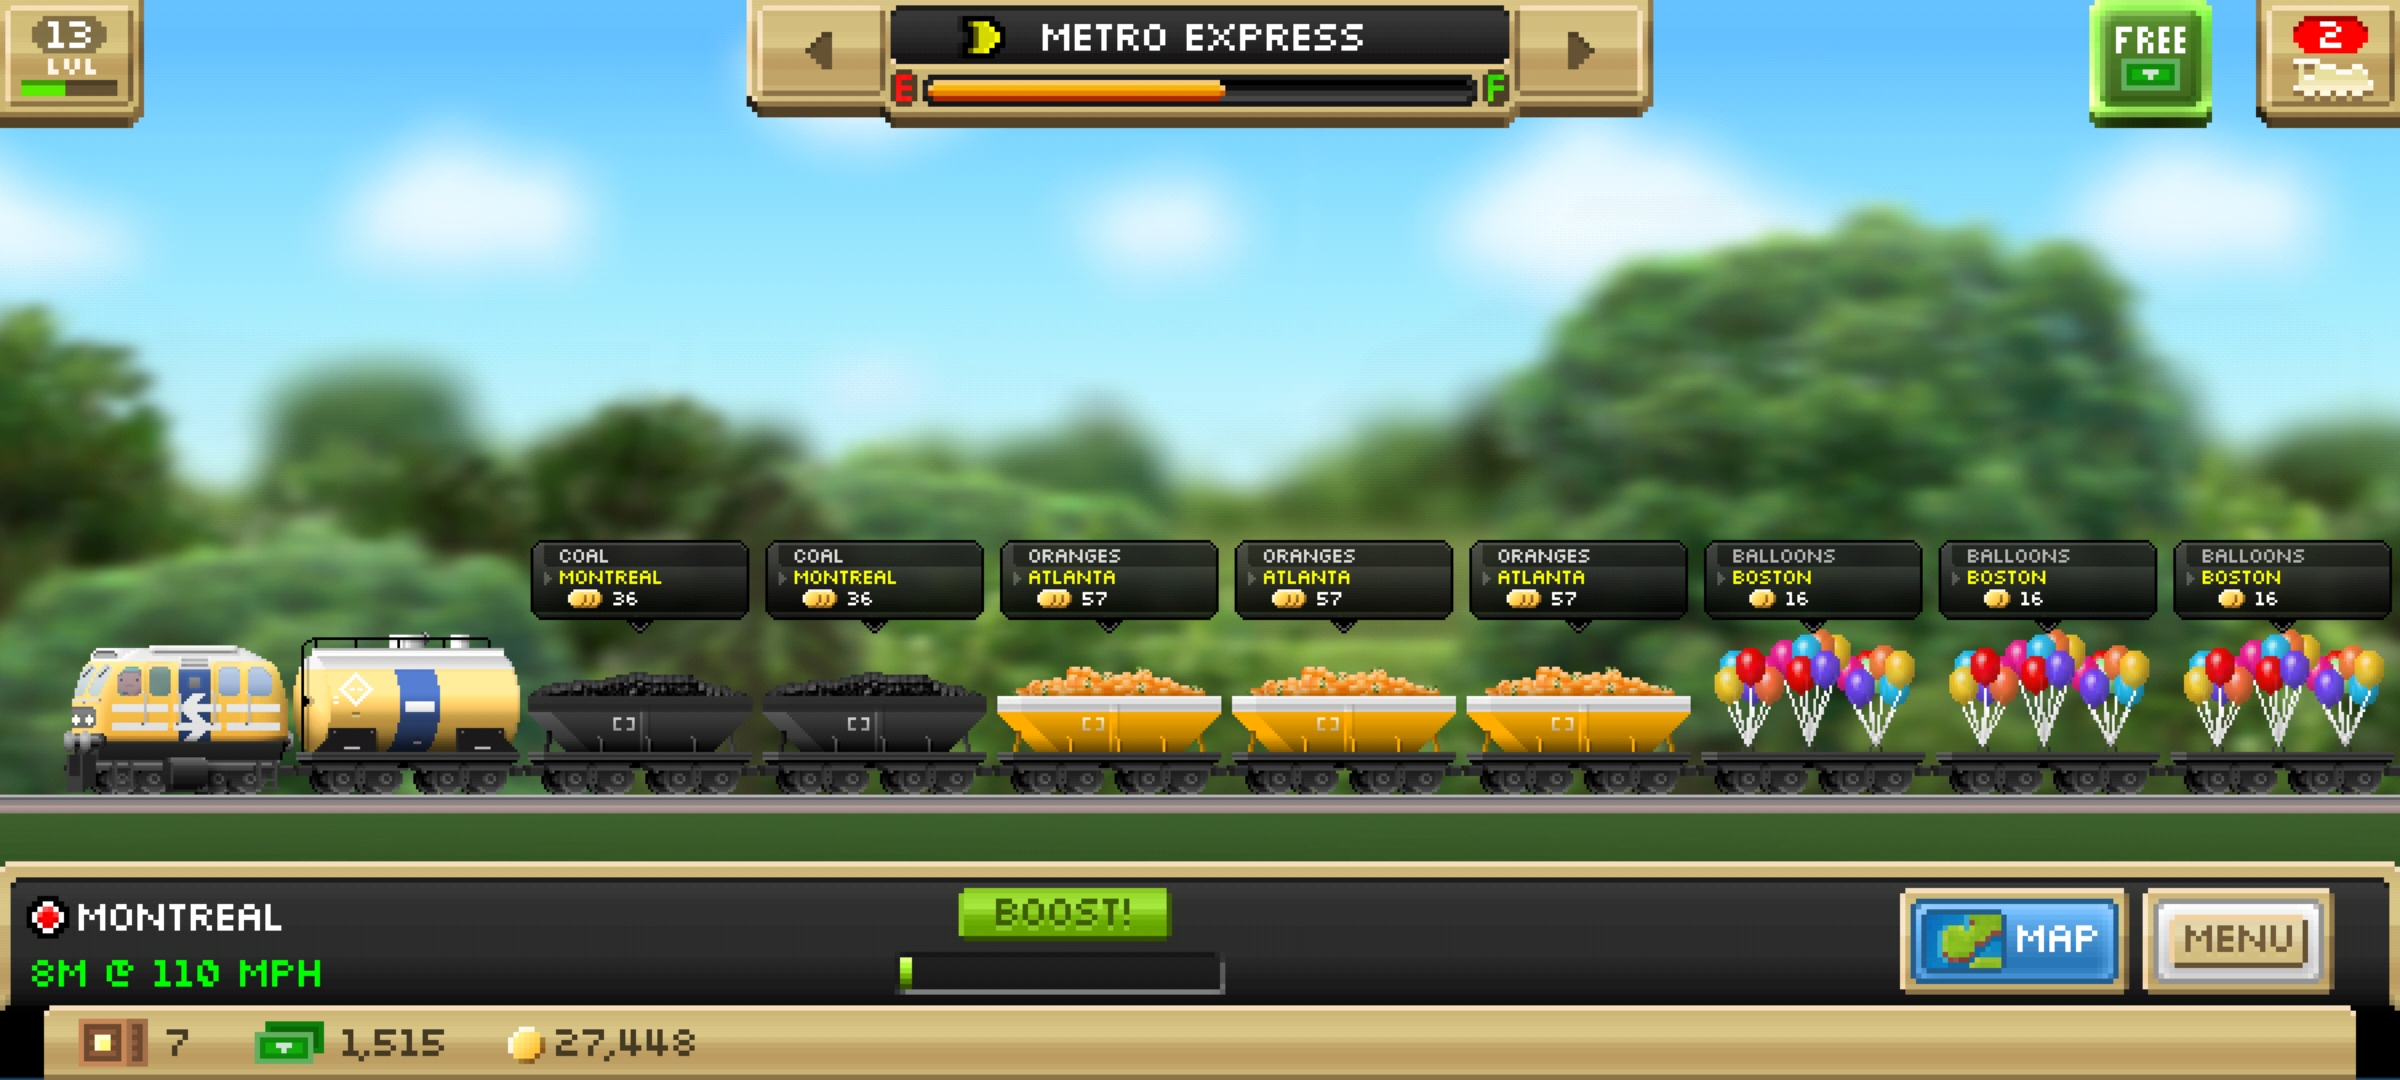 13
LVL
METRO EXPRESS
E F
FREE
2
COAL
MONTREAL
36
COAL
MONTREAL
36
ORANGES
ATLANTA
57
ORANGES
ATLANTA
57
ORANGES
ATLANTA
57
BALLOONS
BOSTON
16
BALLOONS
BOSTON
16
BALLOONS
BOSTON
16
MONTREAL
8M @ 110 MPH
BOOST!
MAP
MENU
7
1,515
27,448